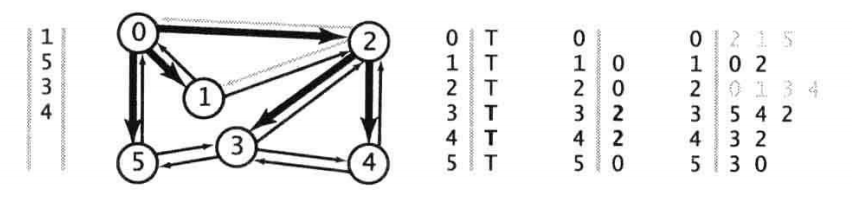 1
5
3
4
0
2
1
3
5
4
0 T 0 0 2 1 5
1 T 1 0 1 0 2
2 T 2 0 2 0 1 3 4
3 T 3 2 3 5 4 2
4 T 4 2 4 3 2
5 T 5 0 5 3 0